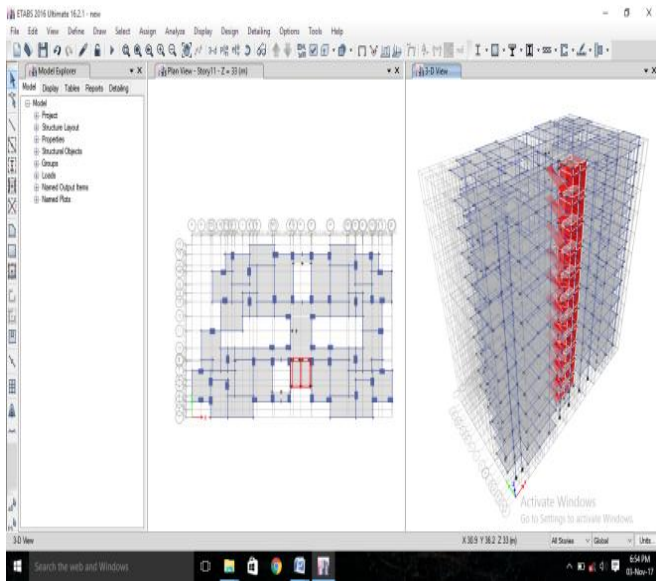 ETABS 2016 Ultimate 16.2.1 - new
File Edit View Define Draw Select Assign Analyze Display Design Detailing Options Tools Help
Model Explorer
Plan View - Story11 - Z = 33 (m)
3-D View
Model Display Tables Reports Detailing
Model
Project
Structure Layout
Properties
Structural Objects
Groups
Loads
Named Output Items
Named Plots
Activate Windows
Go to Settings to activate Windows.
3-D View
X 30.9 Y 36.2 Z 33 (m)
All Stories
Global
Units...
Search the web and Windows
6:54 PM
03-Nov-17